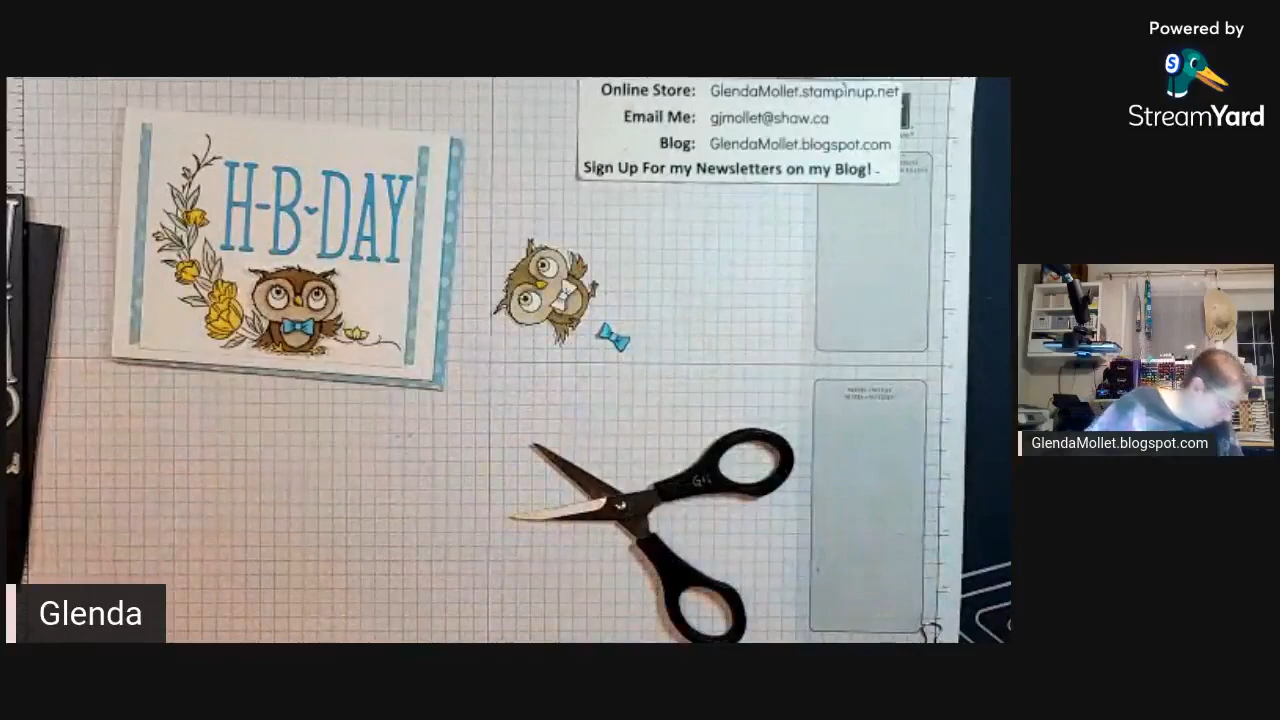 Powered by
StreamYard
Online Store: GlendaMollet.stampinup.net
Email Me: gjmollet@shaw.ca
Blog: GlendaMollet.blogspot.com
Sign Up For my Newsletters on my Blog!
H-B-DAY
GlendaMollet.blogspot.com
Glenda